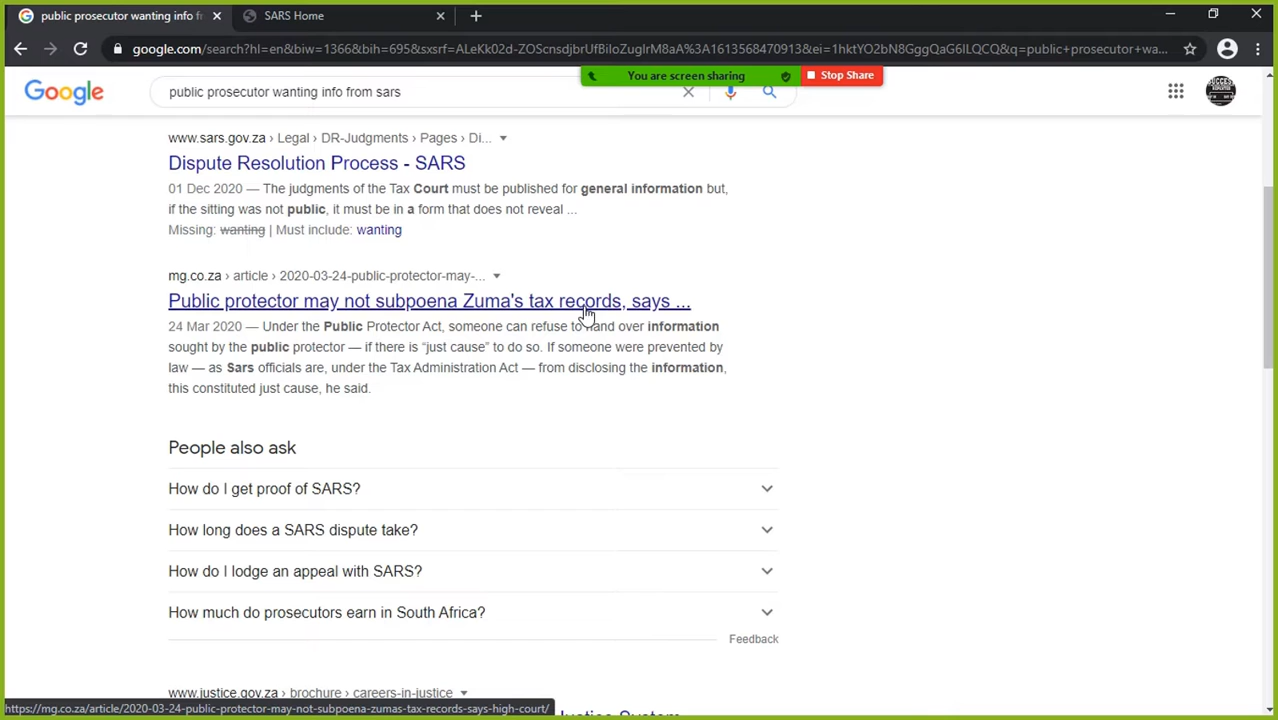 public prosecutor wanting info fr
SARS Home
google.com/search?hl=en&biw=1366&bih=695&sxsrf=ALeKk02d-ZOScnsdjbrUfBiloZuglrM8aA%3A1613568470913&ei=1hktYO2bN8GggQaG6ILQCQ&q=public+prosecutor+wa...
You are screen sharing
Stop Share
Google
public prosecutor wanting info from sars
www.sars.gov.za › Legal › DR-Judgments › Pages › Di...
Dispute Resolution Process - SARS
01 Dec 2020 — The judgments of the Tax Court must be published for general information but,
if the sitting was not public, it must be in a form that does not reveal ...
Missing: wanting | Must include: wanting
mg.co.za › article › 2020-03-24-public-protector-may-...
Public protector may not subpoena Zuma's tax records, says ...
24 Mar 2020 — Under the Public Protector Act, someone can refuse to hand over information
sought by the public protector — if there is “just cause” to do so. If someone were prevented by
law — as Sars officials are, under the Tax Administration Act — from disclosing the information,
this constituted just cause, he said.
People also ask
How do I get proof of SARS?
How long does a SARS dispute take?
How do I lodge an appeal with SARS?
How much do prosecutors earn in South Africa?
Feedback
www.justice.gov.za › brochure › careers-in-justice
https://mg.co.za/article/2020-03-24-public-protector-may-not-subpoena-zumas-tax-records-says-high-court/
Justice System